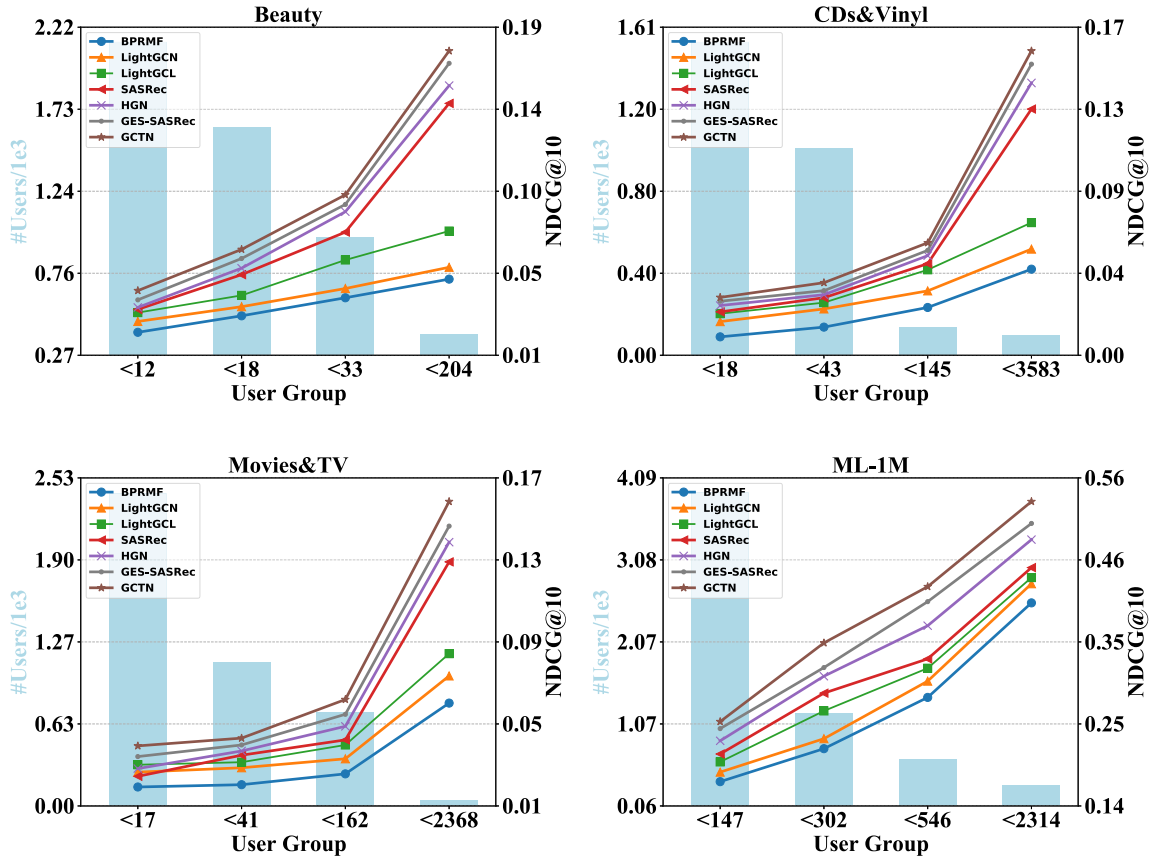 Beauty
2.22
1.73
1.24
0.76
0.27
#Users/1e3
BPRMF
LightGCN
LightGCL
SASRec
HGN
GES-SASRec
GCTN
0.19
0.14
0.10
0.05
0.01
NDCG@10
<12 <18 <33 <204
User Group
CDs&Vinyl
1.61
1.20
0.80
0.40
0.00
#Users/1e3
BPRMF
LightGCN
LightGCL
SASRec
HGN
GES-SASRec
GCTN
0.17
0.13
0.09
0.04
0.00
NDCG@10
<18 <43 <145 <3583
User Group
Movies&TV
2.53
1.90
1.27
0.63
0.00
#Users/1e3
BPRMF
LightGCN
LightGCL
SASRec
HGN
GES-SASRec
GCTN
0.17
0.13
0.09
0.05
0.01
NDCG@10
<17 <41 <162 <2368
User Group
ML-1M
4.09
3.08
2.07
1.07
0.06
#Users/1e3
BPRMF
LightGCN
LightGCL
SASRec
HGN
GES-SASRec
GCTN
0.56
0.46
0.35
0.25
0.14
NDCG@10
<147 <302 <546 <2314
User Group